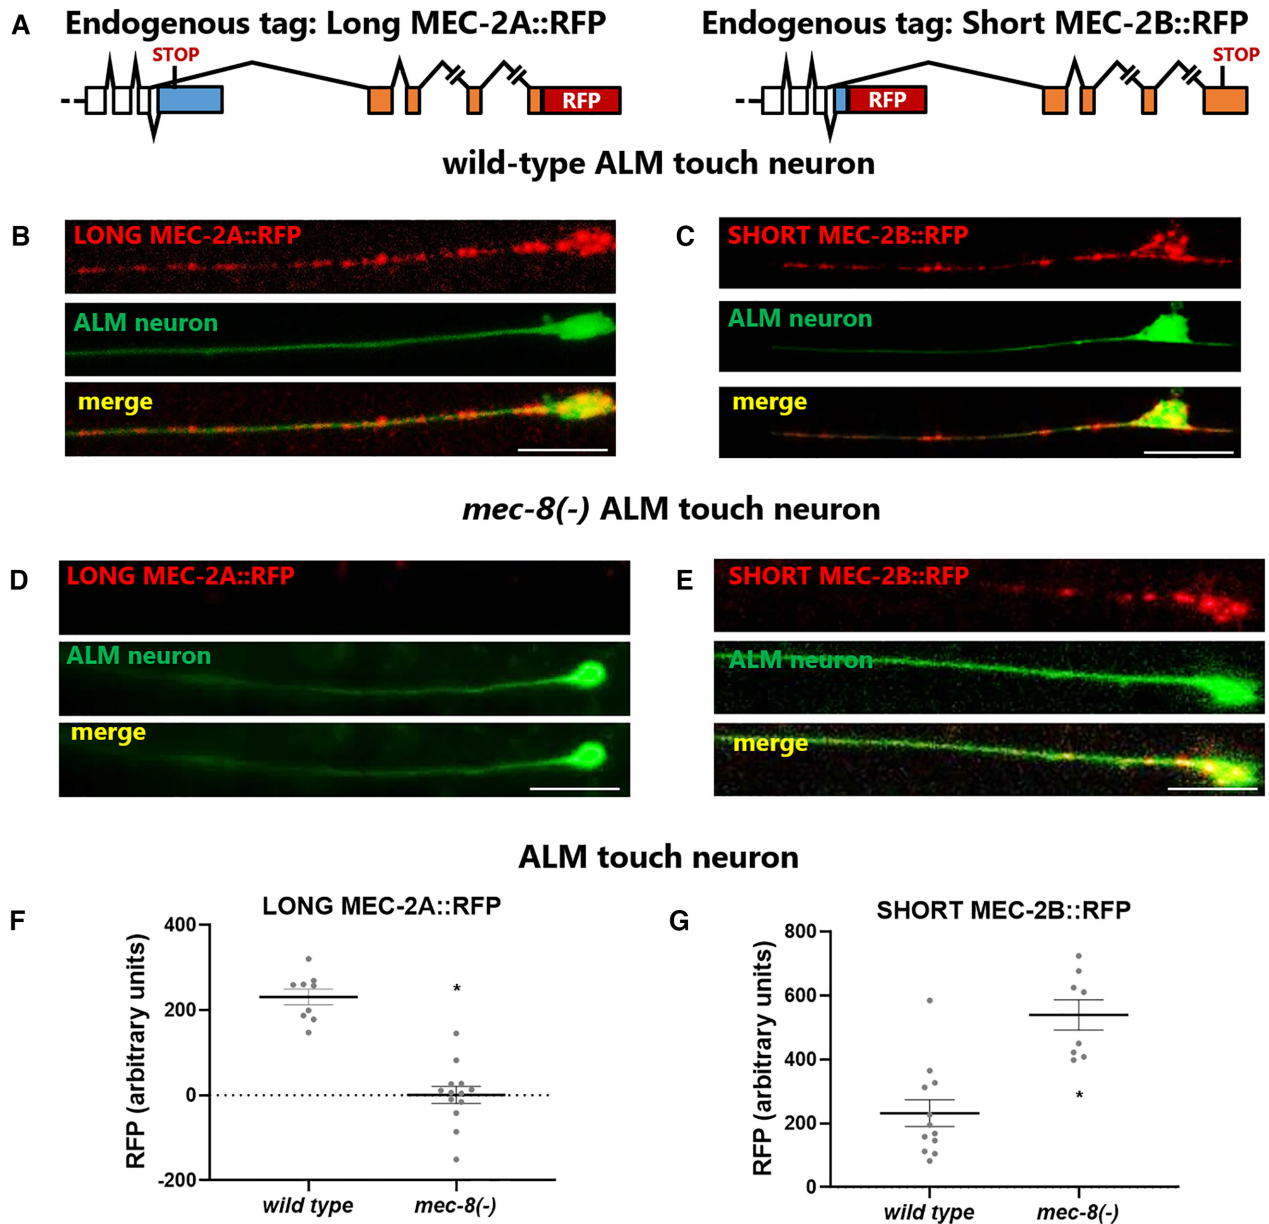 A
Endogenous tag: Long MEC-2A::RFP
Endogenous tag: Short MEC-2B::RFP
STOP
STOP
RFP
RFP
wild-type ALM touch neuron
B
LONG MEC-2A::RFP
C
SHORT MEC-2B::RFP
ALM neuron
ALM neuron
merge
merge
mec-8(-) ALM touch neuron
D
LONG MEC-2A::RFP
E
SHORT MEC-2B::RFP
ALM neuron
ALM neuron
merge
merge
ALM touch neuron
F
LONG MEC-2A::RFP
RFP (arbitrary units)
400
200
0
-200
*
wild type
mec-8(-)
G
SHORT MEC-2B::RFP
RFP (arbitrary units)
800
600
400
200
0
*
wild type
mec-8(-)